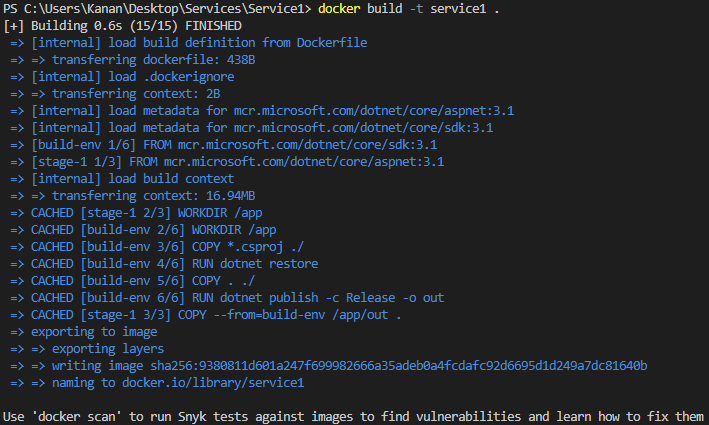 PS C:\Users\Kanan\Desktop\Services\Service1> docker build -t service1 .
[+] Building 0.6s (15/15) FINISHED
=> [internal] load build definition from Dockerfile
=> => transferring dockerfile: 438B
=> [internal] load .dockerignore
=> => transferring context: 2B
=> [internal] load metadata for mcr.microsoft.com/dotnet/core/aspnet:3.1
=> [internal] load metadata for mcr.microsoft.com/dotnet/core/sdk:3.1
=> [build-env 1/6] FROM mcr.microsoft.com/dotnet/core/sdk:3.1
=> [stage-1 1/3] FROM mcr.microsoft.com/dotnet/core/aspnet:3.1
=> [internal] load build context
=> => transferring context: 16.94MB
=> CACHED [stage-1 2/3] WORKDIR /app
=> CACHED [build-env 2/6] WORKDIR /app
=> CACHED [build-env 3/6] COPY *.csproj ./
=> CACHED [build-env 4/6] RUN dotnet restore
=> CACHED [build-env 5/6] COPY . ./
=> CACHED [build-env 6/6] RUN dotnet publish -c Release -o out
=> CACHED [stage-1 3/3] COPY --from=build-env /app/out .
=> exporting to image
=> => exporting layers
=> => writing image sha256:9380811d601a247f699982666a35adeb0a4fcdafc92d6695d1d249a7dc81640b
=> => naming to docker.io/library/service1
Use 'docker scan' to run Snyk tests against images to find vulnerabilities and learn how to fix them